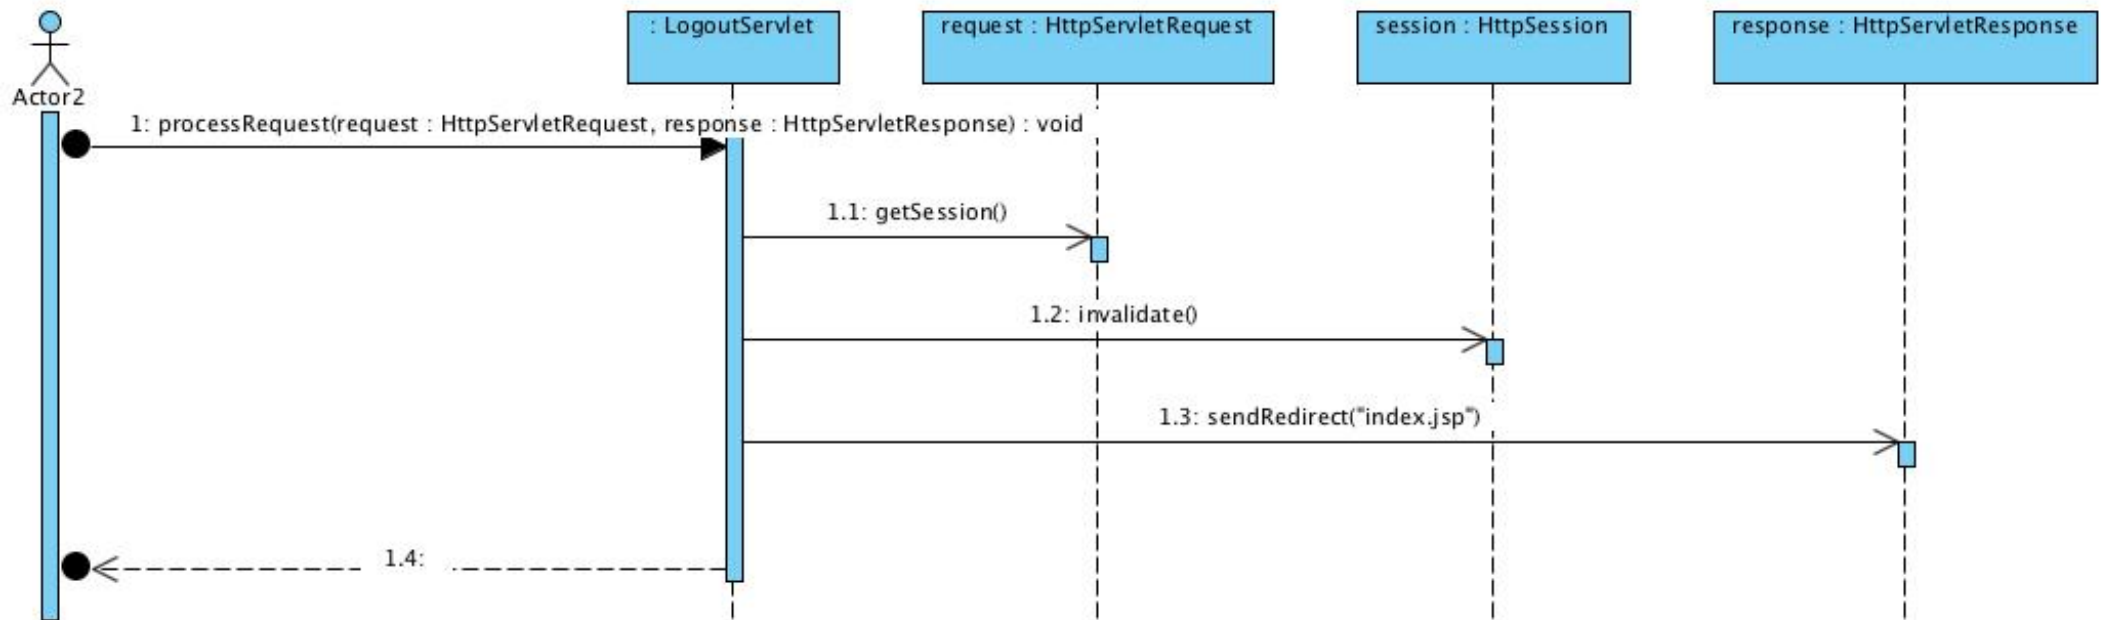 : LogoutServlet
request : HttpServletRequest
session : HttpSession
response : HttpServletResponse
Actor2
1: processRequest(request : HttpServletRequest, response : HttpServletResponse) : void
1.1: getSession()
1.2: invalidate()
1.3: sendRedirect("index.jsp")
1.4: